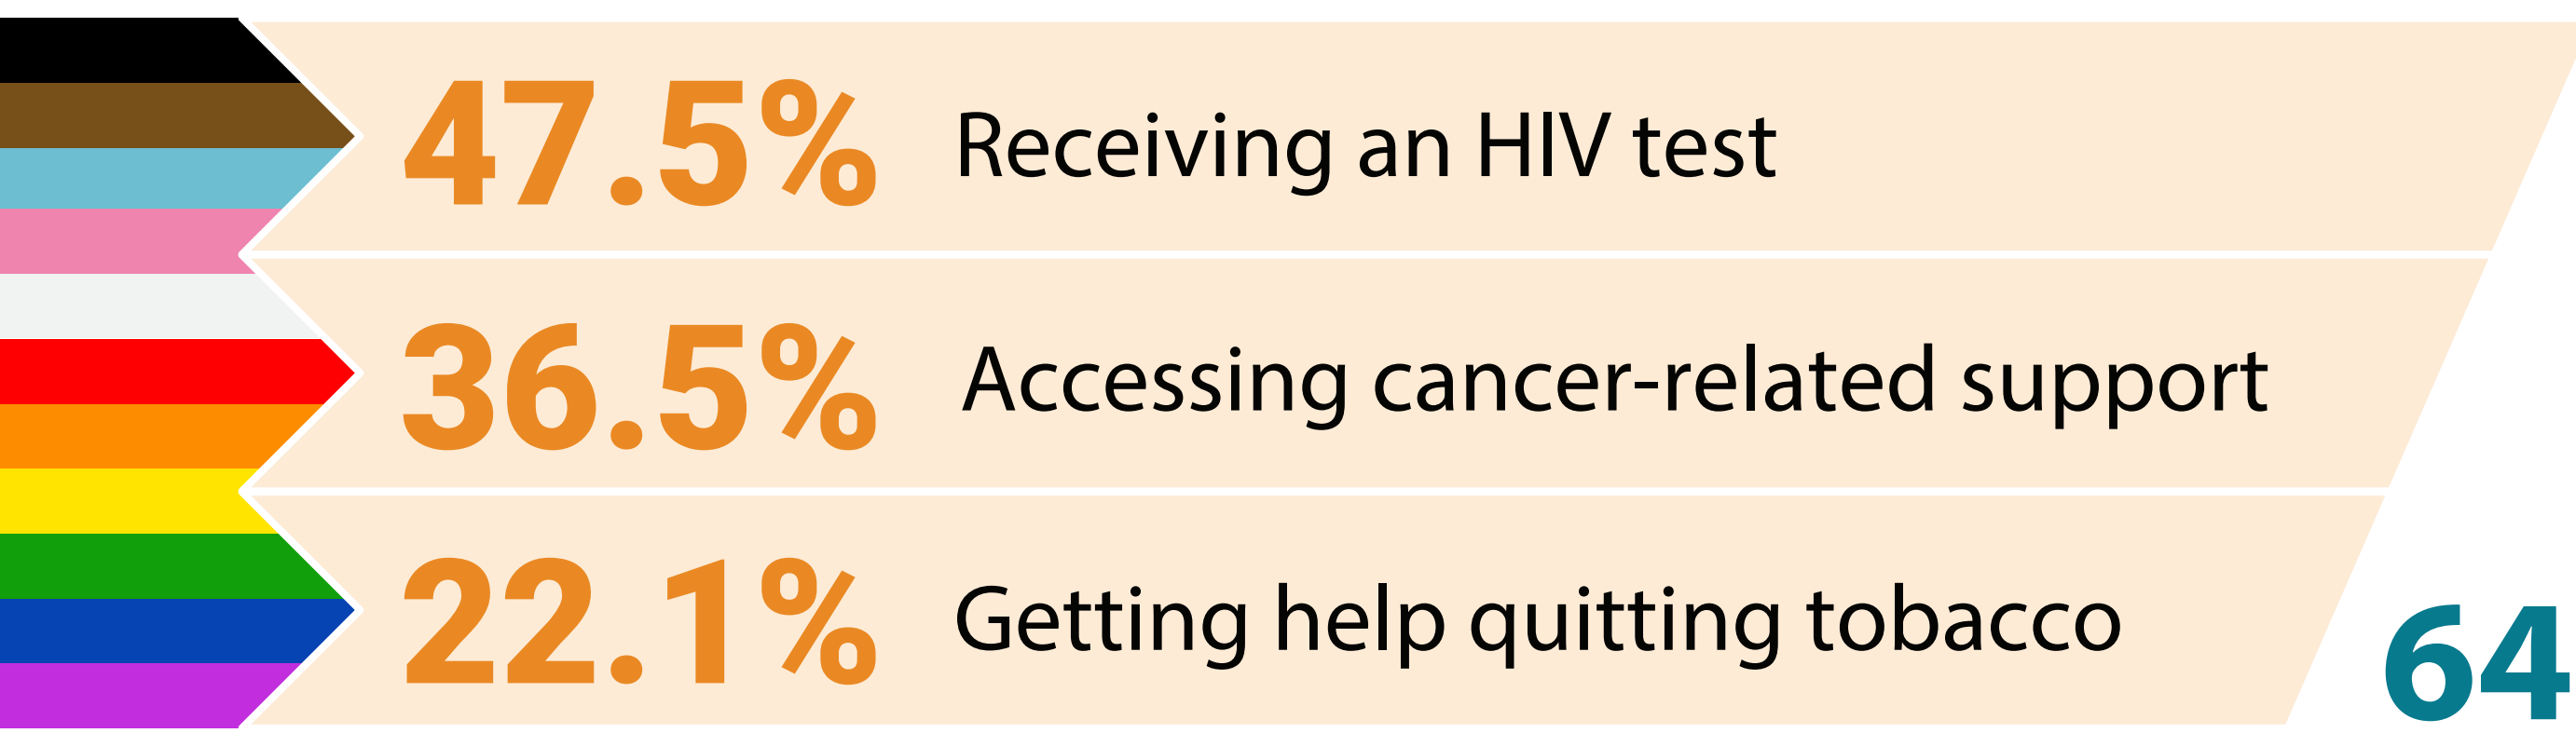 47.5% Receiving an HIV test
36.5% Accessing cancer-related support
22.1% Getting help quitting tobacco
64